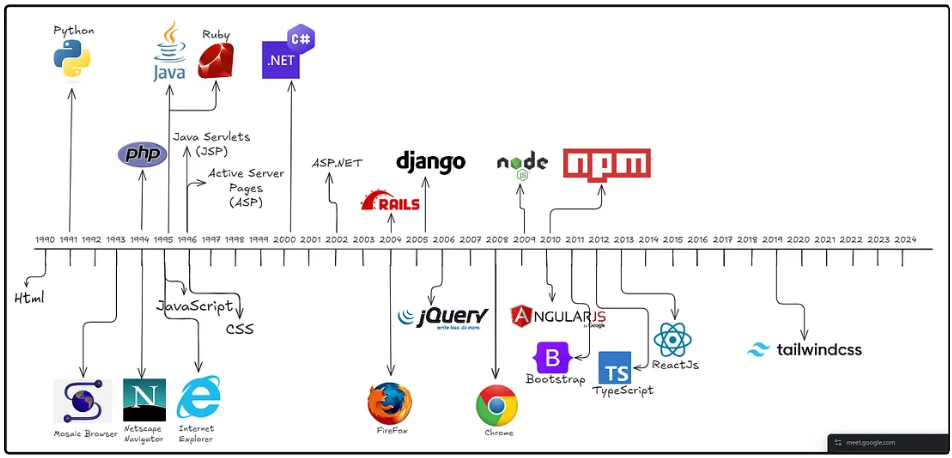 Python
Java
Ruby
C#
.NET
php
Java Servlets
(JSP)
Active Server
Pages
(ASP)
ASP.NET
django
RAILS
node
JS
npm
1990 1991 1992 1993 1994 1995 1996 1997 1998 1999 2000 2001 2002 2003 2004 2005 2006 2007 2008 2009 2010 2011 2012 2013 2014 2015 2016 2017 2018 2019 2020 2021 2022 2023 2024
Html
JavaScript
CSS
jQuery
write less. do more.
ANGULARJS
by Google
B
Bootstrap
TS
TypeScript
ReactJs
tailwindcss
Mosaic Browser
N
Netscape
Navigator
Internet
Explorer
FireFox
Chrome
meet.google.com